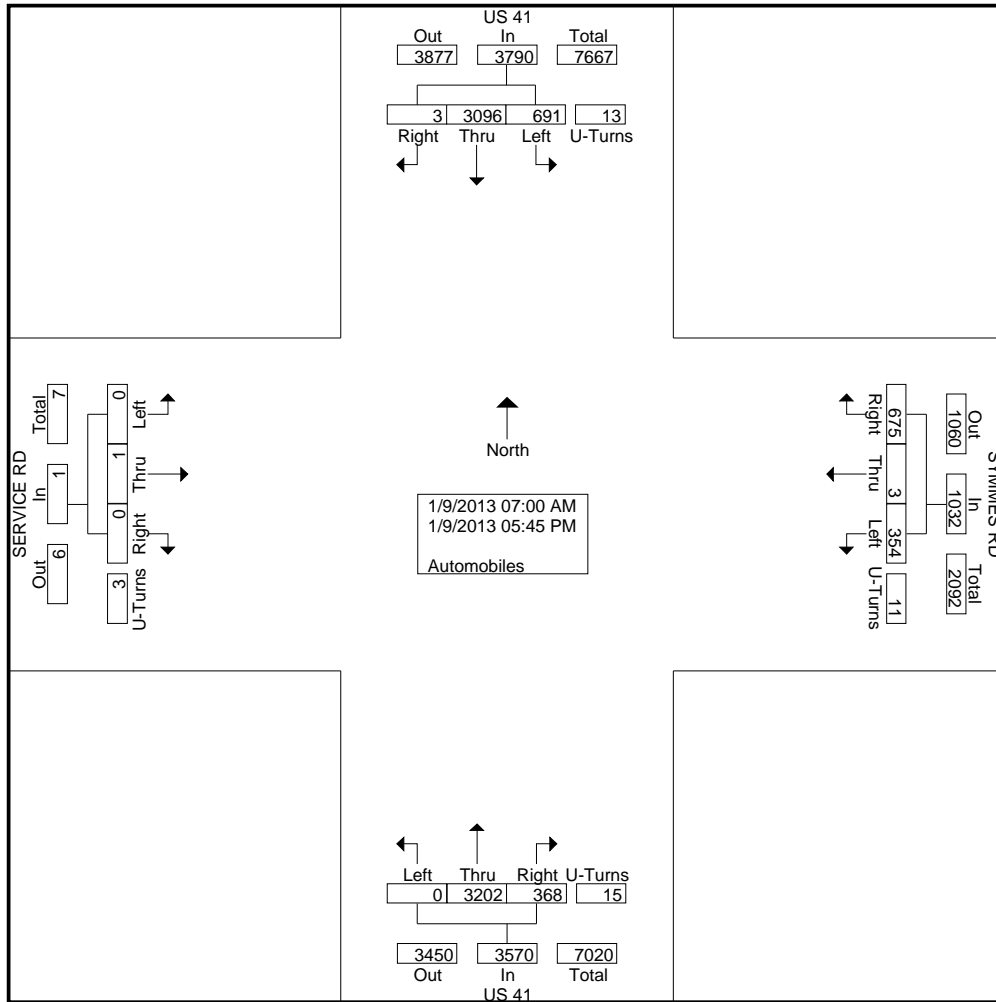 US 41
Out In Total
3877 3790 7667
3 3096 691 13
Right Thru Left U-Turns
SERVICE RD
Total In Out
7 1 6
0 1 0 3
Left Thru Right U-Turns
North
1/9/2013 07:00 AM
1/9/2013 05:45 PM
Automobiles
Right Thru Left U-Turns
675 3 354 11
1060 1032 2092
Out In Total
SYMMES RD
Left Thru Right U-Turns
0 3202 368 15
3450 3570 7020
Out In Total
US 41